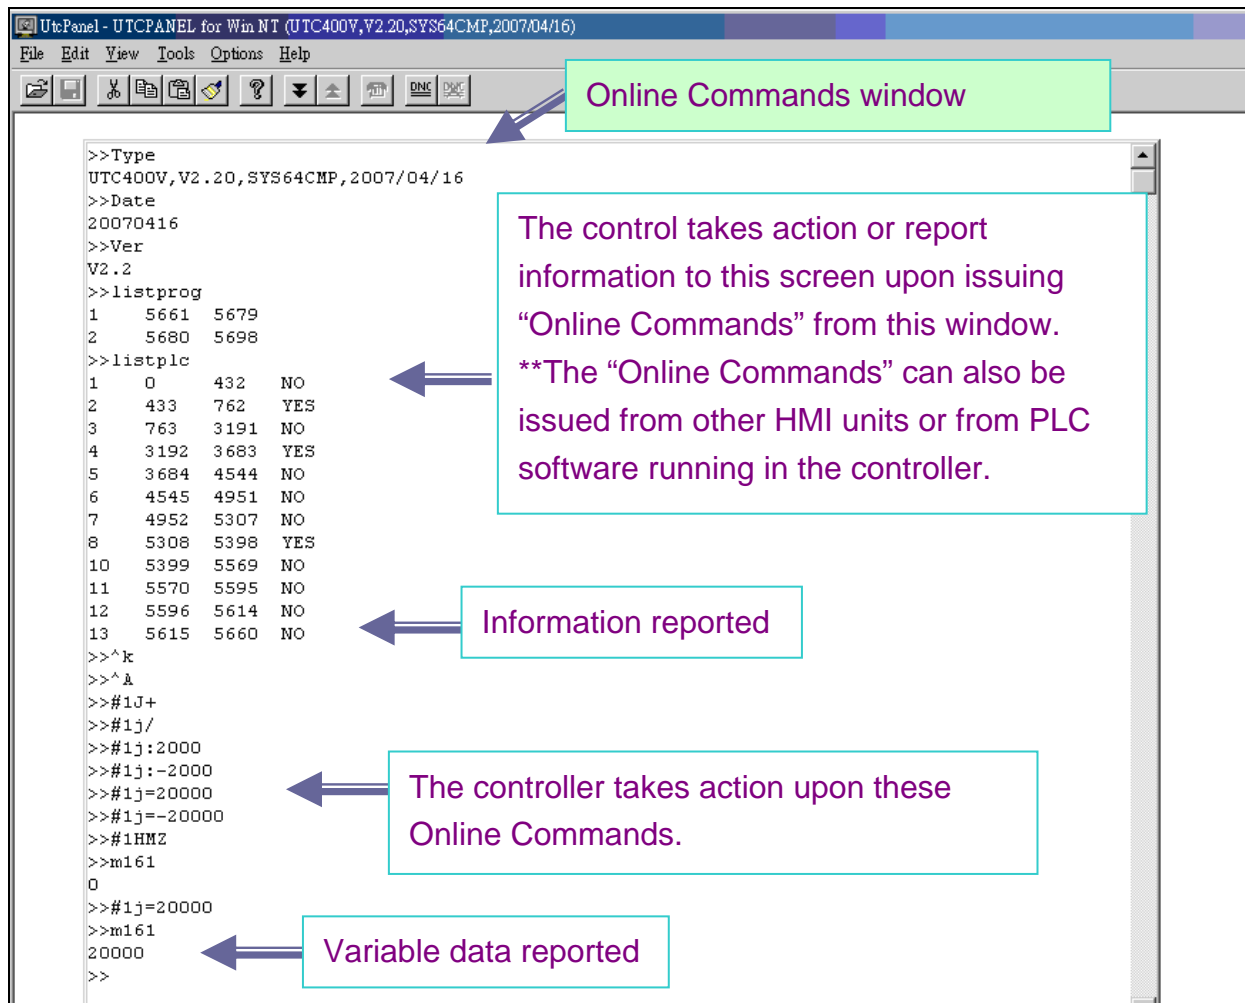 UtcPanel - UTCPANEL for Win NT (UTC400V,V2.20,SYS64CMP,2007/04/16)
File Edit View Tools Options Help
DNC DNC
Online Commands window
>>Type
UTC400V,V2.20,SYS64CMP,2007/04/16
>>Date
20070416
>>Ver
V2.2
>>listprog
1 5661 5679
2 5680 5698
>>listplc
1 0 432 NO
2 433 762 YES
3 763 3191 NO
4 3192 3683 YES
5 3684 4544 NO
6 4545 4951 NO
7 4952 5307 NO
8 5308 5398 YES
10 5399 5569 NO
11 5570 5595 NO
12 5596 5614 NO
13 5615 5660 NO
>>^k
>>^A
>>#1J+
>>#1j/
>>#1j:2000
>>#1j:-2000
>>#1j=20000
>>#1j=-20000
>>#1HMZ
>>m161
0
>>#1j=20000
>>m161
20000
>>
The control takes action or report
information to this screen upon issuing
“Online Commands” from this window.
**The “Online Commands” can also be
issued from other HMI units or from PLC
software running in the controller.
Information reported
The controller takes action upon these
Online Commands.
Variable data reported